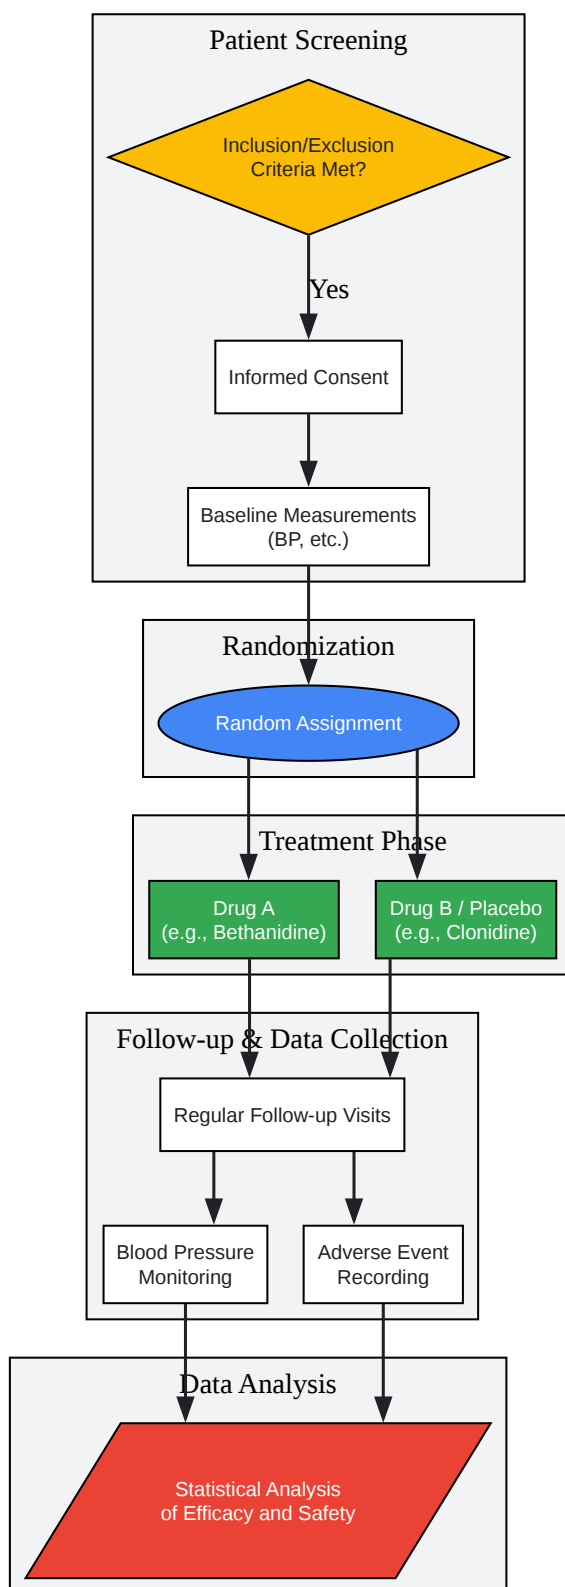 Patient Screening
Inclusion/Exclusion
Criteria Met?
Yes
Informed Consent
Baseline Measurements
(BP, etc.)
Randomization
Random Assignment
Treatment Phase
Drug A
(e.g., Bethanidine)
Drug B / Placebo
(e.g., Clonidine)
Follow-up & Data Collection
Regular Follow-up Visits
Blood Pressure
Monitoring
Adverse Event
Recording
Data Analysis
Statistical Analysis
of Efficacy and Safety